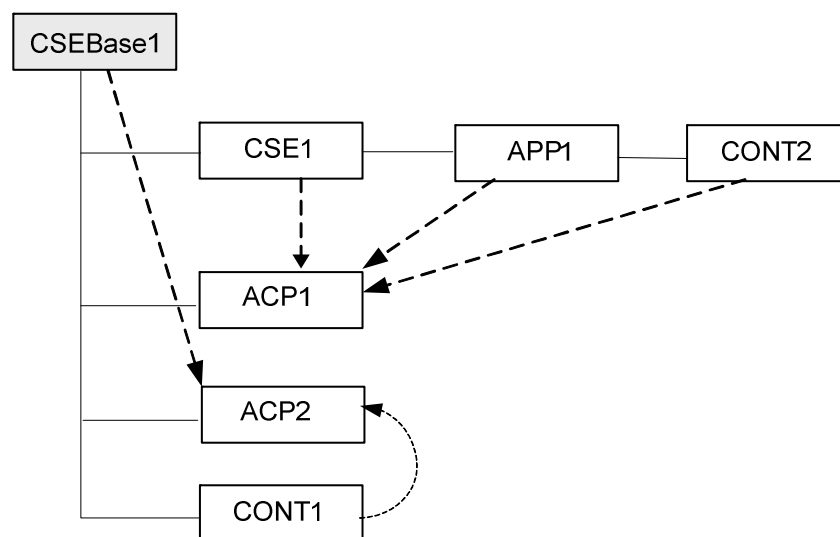 CSEBase1
CSE1
APP1
CONT2
ACP1
ACP2
CONT1